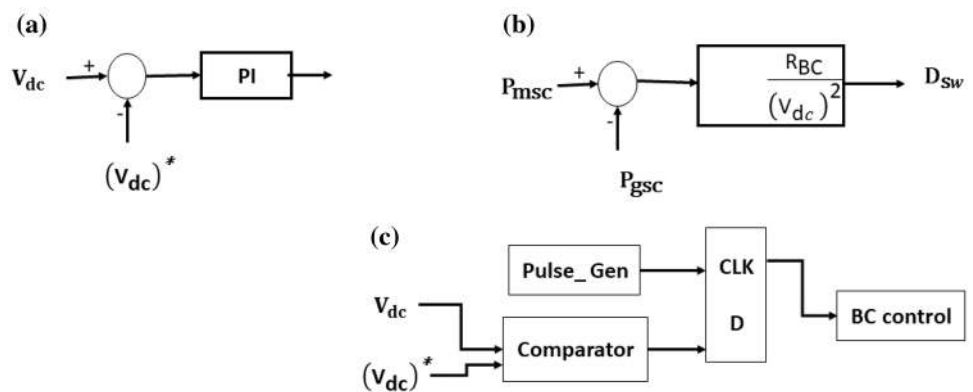 (a)
V_dc
+
-
PI
(V_dc)*
(b)
P_msc
+
-
R_BC
(V_dc)^2
D_sw
P_gsc
(c)
Pulse_Gen
CLK
V_dc
D
BC control
Comparator
(V_dc)*